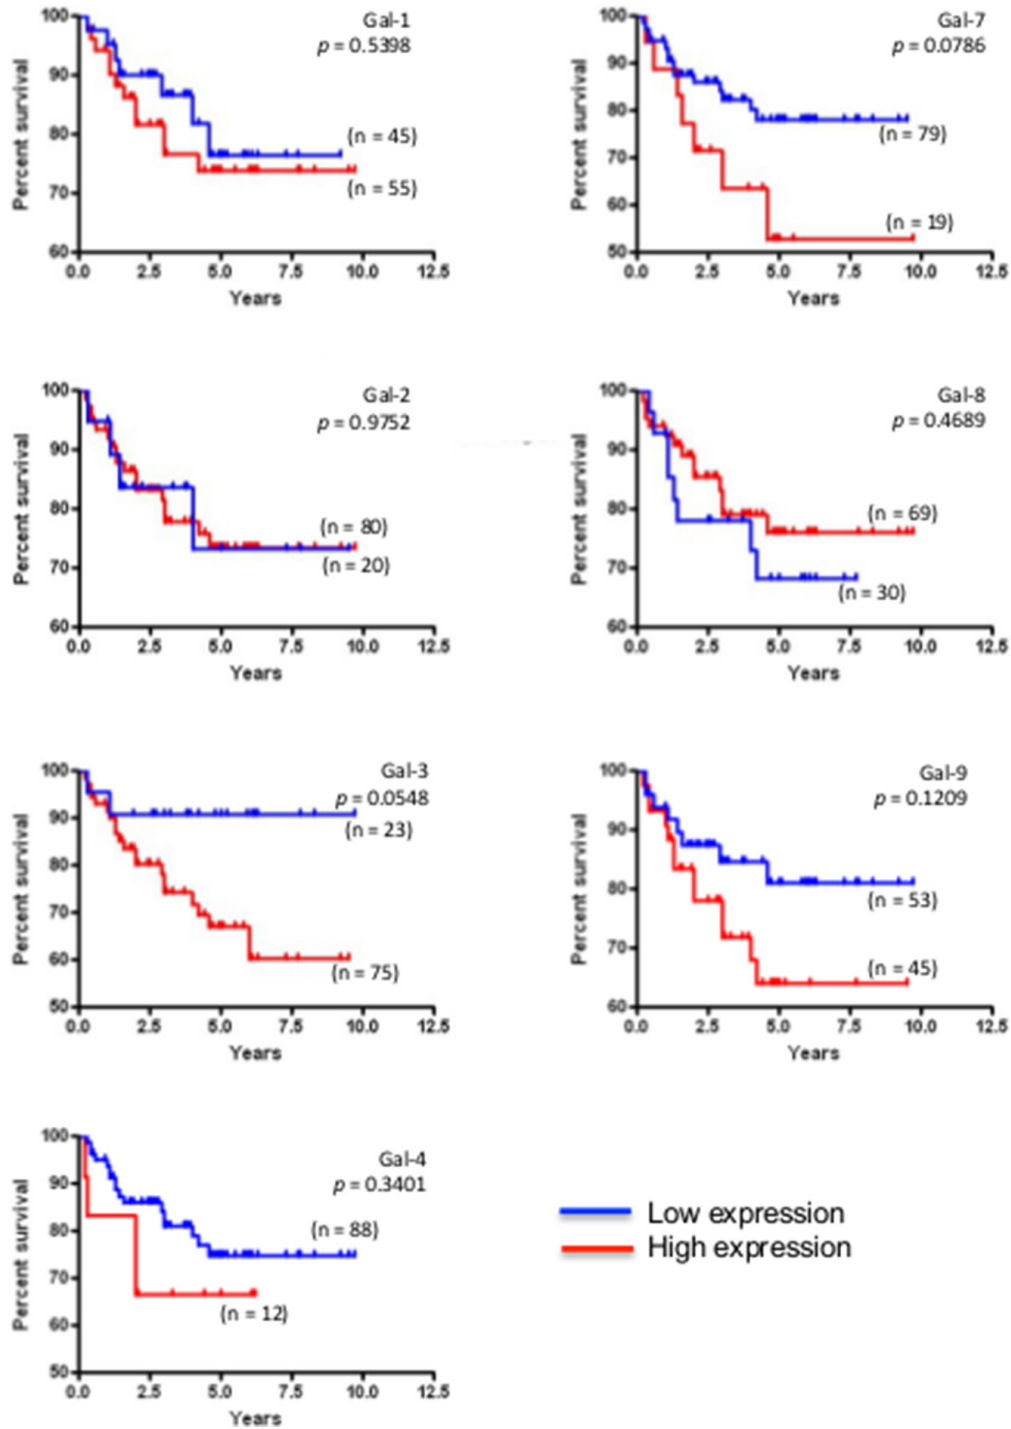 Gal-1
p = 0.5398
Percent survival
100
90
80
70
60
(n = 45)
(n = 55)
0.0 2.5 5.0 7.5 10.0 12.5
Years
Gal-7
p = 0.0786
Percent survival
100
90
80
70
60
50
(n = 79)
(n = 19)
0.0 2.5 5.0 7.5 10.0 12.5
Years
Gal-2
p = 0.9752
Percent survival
100
90
80
70
60
(n = 80)
(n = 20)
0.0 2.5 5.0 7.5 10.0 12.5
Years
Gal-8
p = 0.4689
Percent survival
100
90
80
70
60
(n = 69)
(n = 30)
0.0 2.5 5.0 7.5 10.0 12.5
Years
Gal-3
p = 0.0548
Percent survival
100
90
80
70
60
50
(n = 23)
(n = 75)
0.0 2.5 5.0 7.5 10.0 12.5
Years
Gal-9
p = 0.1209
Percent survival
100
90
80
70
60
(n = 53)
(n = 45)
0.0 2.5 5.0 7.5 10.0 12.5
Years
Gal-4
p = 0.3401
Percent survival
100
90
80
70
60
50
(n = 88)
(n = 12)
0.0 2.5 5.0 7.5 10.0 12.5
Years
Low expression
High expression